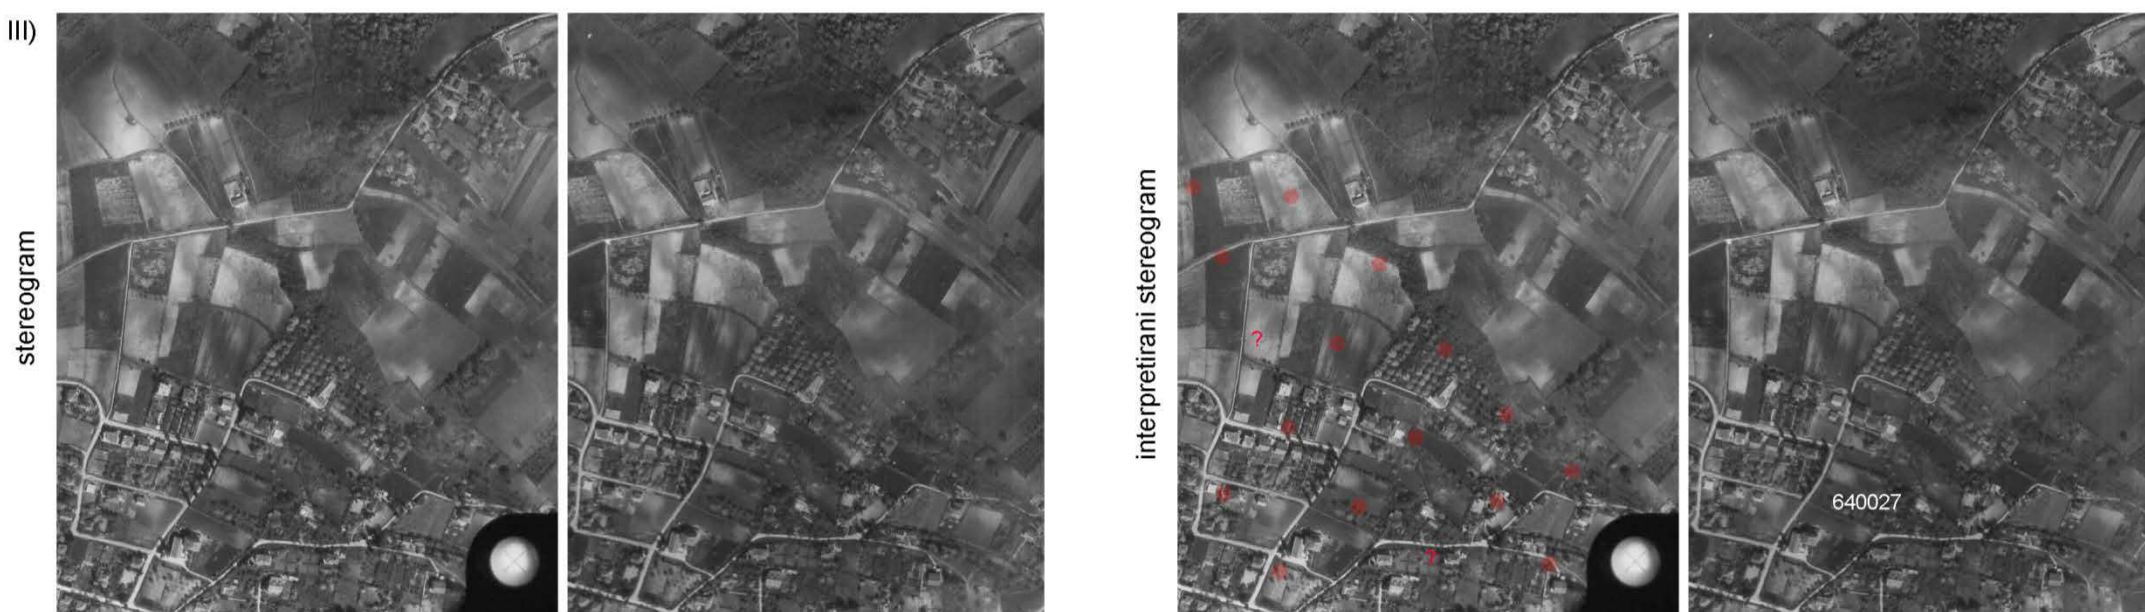 III)
stereogram
interpretirani stereogram
?
?
640027